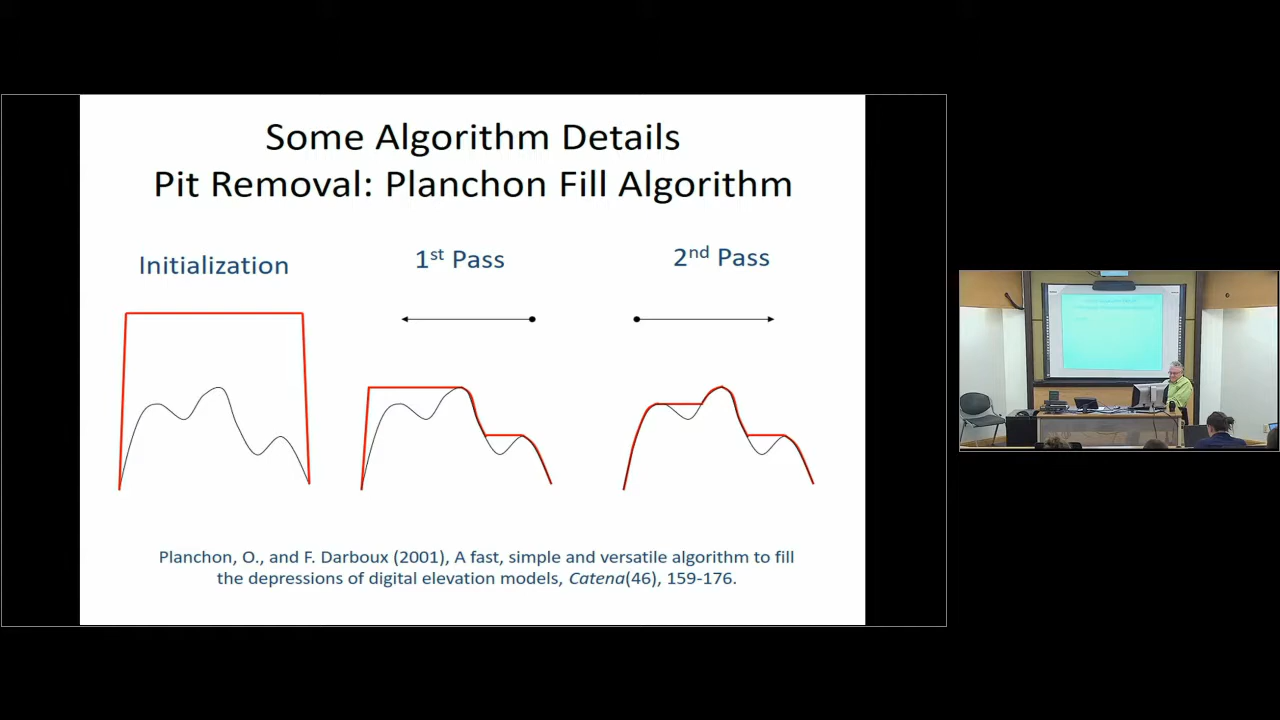 Some Algorithm Details
Pit Removal: Planchon Fill Algorithm
Initialization
1st Pass
2nd Pass
Planchon, O., and F. Darboux (2001), A fast, simple and versatile algorithm to fill
the depressions of digital elevation models, Catena(46), 159-176.